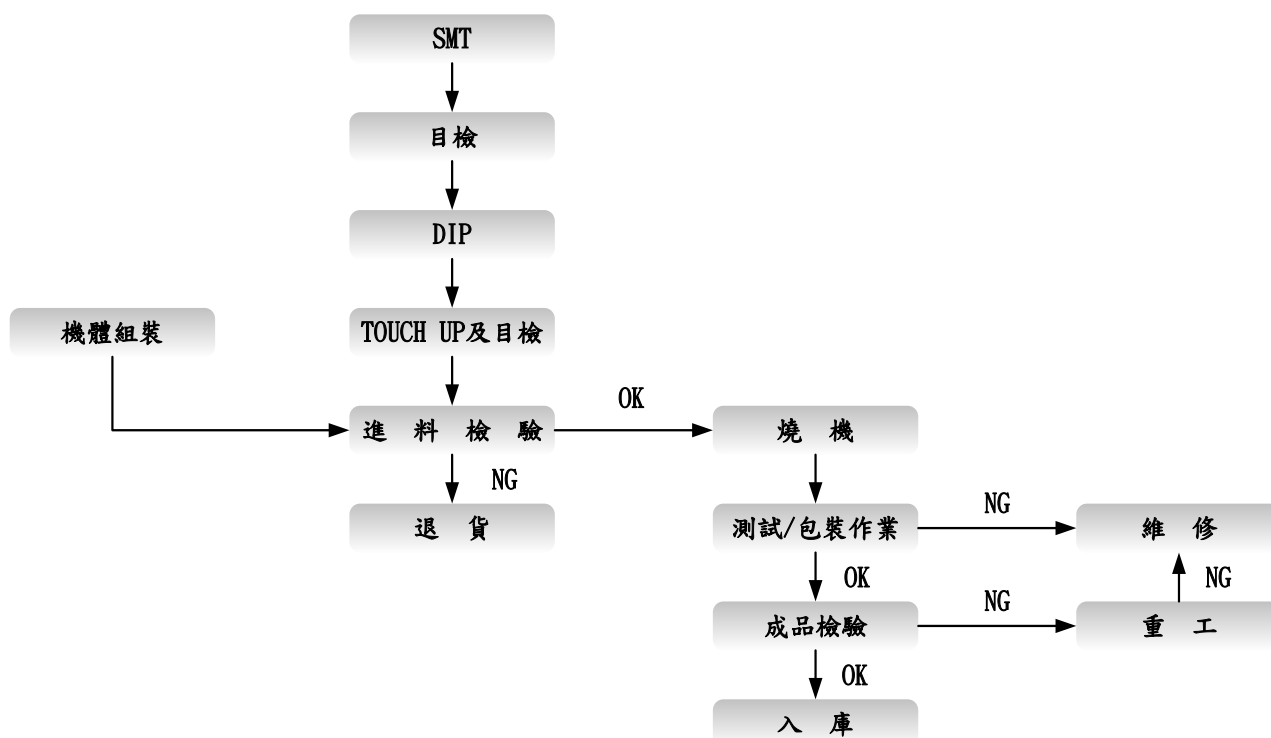 SMT
目檢
DIP
機體組裝
TOUCH UP及目檢
OK
進 料 檢 驗
燒 機
NG
退 貨
測試/包裝作業
NG
維 修
OK
NG
成品檢驗
NG
重 工
OK
入 庫